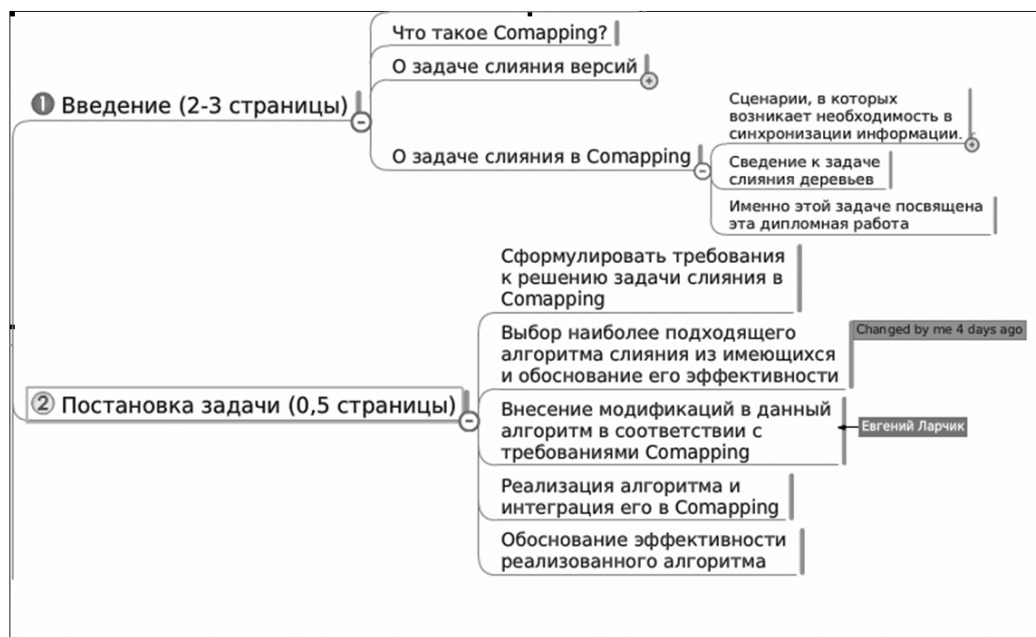 Что такое Comapping?
О задаче слияния версий
1 Введение (2-3 страницы)
О задаче слияния в Comapping
Сценарии, в которых
возникает необходимость в
синхронизации информации.
Сведение к задаче
слияния деревьев
Именно этой задаче посвящена
эта дипломная работа
2 Постановка задачи (0,5 страницы)
Сформулировать требования
к решению задачи слияния в
Comapping
Выбор наиболее подходящего
алгоритма слияния из имеющихся
и обоснование его эффективности
Changed by me 4 days ago
Внесение модификаций в данный
алгоритм в соответствии с
требованиями Comapping
Евгений Ларчик
Реализация алгоритма и
интеграция его в Comapping
Обоснование эффективности
реализованного алгоритма